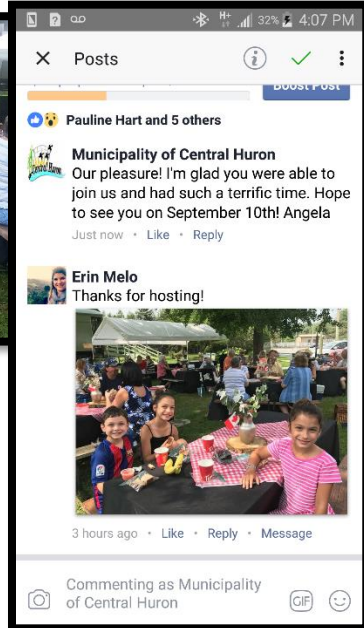 32% 4:07 PM
Posts
Boost Post
Pauline Hart and 5 others
Municipality of Central Huron
Our pleasure! I'm glad you were able to
join us and had such a terrific time. Hope
to see you on September 10th! Angela
Just now • Like • Reply
Erin Melo
Thanks for hosting!
3 hours ago • Like • Reply • Message
Commenting as Municipality
of Central Huron
GIF